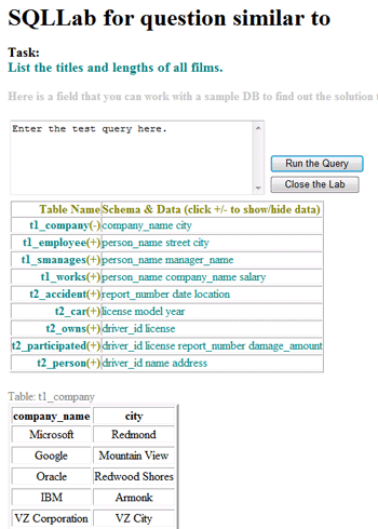 SQLLab for question similar to
Task:
List the titles and lengths of all films.
Here is a field that you can work with a sample DB to find out the solution
Enter the test query here.
Run the Query
Close the Lab
Table Name Schema & Data (click +/- to show/hide data)
t1_company(-) company_name city
t1_employee(+) person_name street city
t1_smanages(+) person_name manager_name
t1_works(+) person_name company_name salary
t2_accident(+) report_number date location
t2_car(+) license model year
t2_owns(+) driver_id license
t2_participated(+) driver_id license report_number damage_amount
t2_person(+) driver_id name address
Table: t1_company
company_name city
Microsoft Redmond
Google Mountain View
Oracle Redwood Shores
IBM Armonk
VZ Corporation VZ City